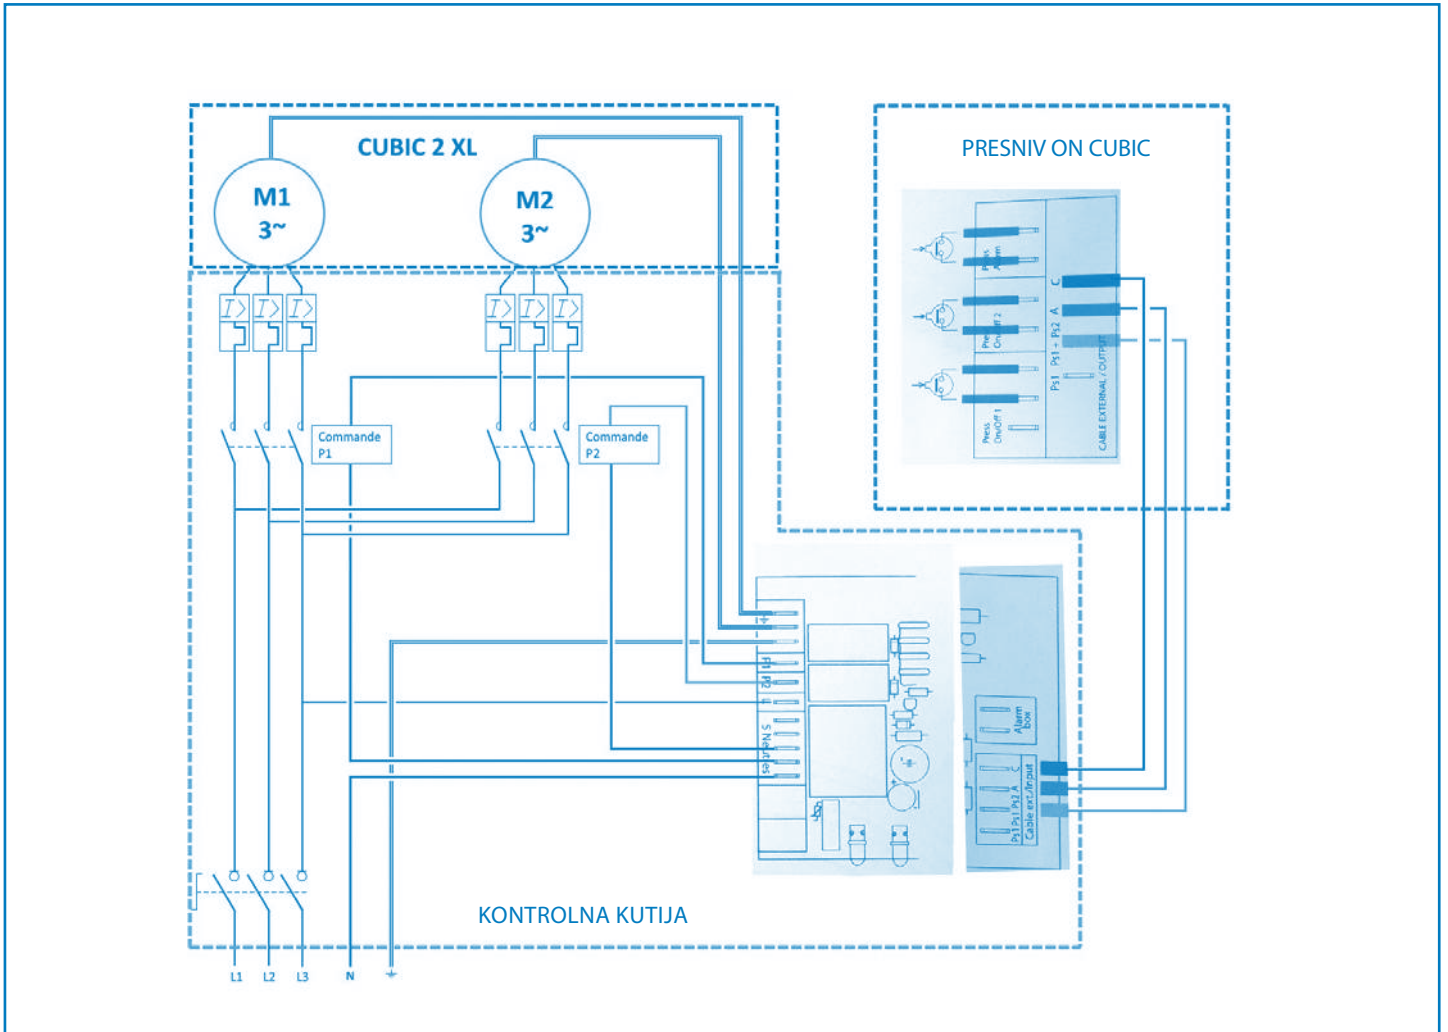 CUBIC 2 XL
M1
3~
M2
3~
PRESNIV ON CUBIC
I>
I>
I>
I>
I>
I>
Commande
P1
Commande
P2
Press
Alarm
Press
On/Off 2
Press
On/Off 1
C
A
Ps1 + Ps2
Ps1
CABLE EXTERNAL / OUTPUT
P1
P2
L
5 Neutres
Alarm
box
C
A
Ps1 Ps2
Ps1
Cable ext./Input
KONTROLNA KUTIJA
L1
L2
L3
N